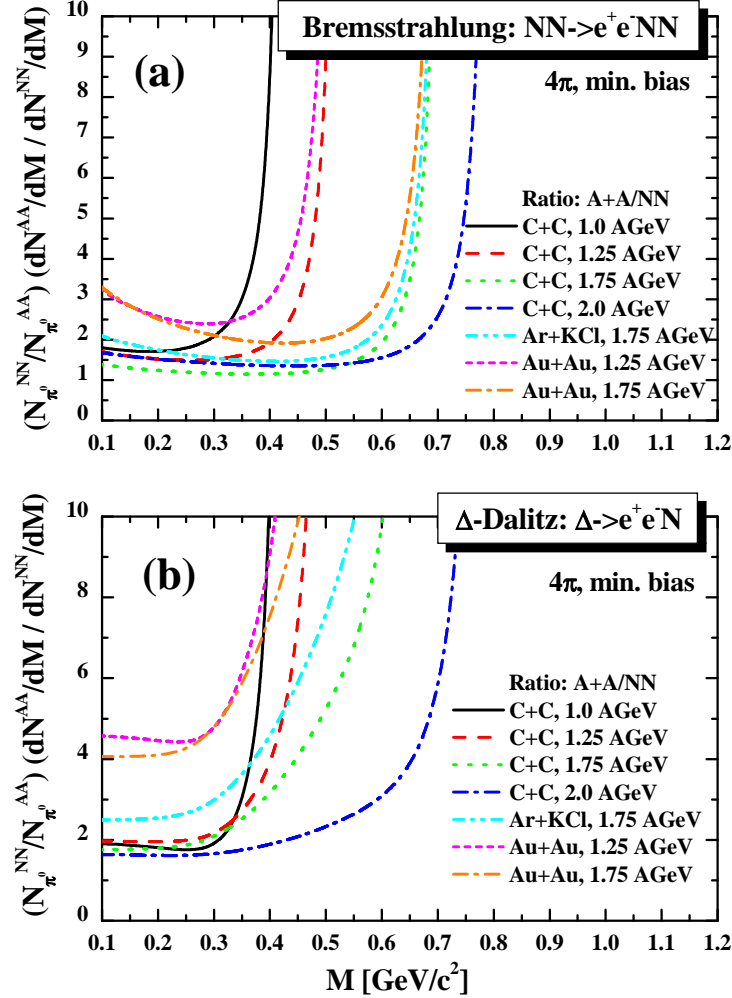 Bremsstrahlung: NN->e⁺e⁻NN
(a)
4π, min. bias
10
9
8
7
6
5
4
3
2
1
0
(N_π⁰^NN/N_π⁰^AA) (dN^AA/dM / dN^NN/dM)
Ratio: A+A/NN
C+C, 1.0 AGeV
C+C, 1.25 AGeV
C+C, 1.75 AGeV
C+C, 2.0 AGeV
Ar+KCl, 1.75 AGeV
Au+Au, 1.25 AGeV
Au+Au, 1.75 AGeV
0.1 0.2 0.3 0.4 0.5 0.6 0.7 0.8 0.9 1.0 1.1 1.2
Δ-Dalitz: Δ->e⁺e⁻N
(b)
4π, min. bias
10
8
6
4
2
0
(N_π⁰^NN/N_π⁰^AA) (dN^AA/dM / dN^NN/dM)
Ratio: A+A/NN
C+C, 1.0 AGeV
C+C, 1.25 AGeV
C+C, 1.75 AGeV
C+C, 2.0 AGeV
Ar+KCl, 1.75 AGeV
Au+Au, 1.25 AGeV
Au+Au, 1.75 AGeV
0.1 0.2 0.3 0.4 0.5 0.6 0.7 0.8 0.9 1.0 1.1 1.2
M [GeV/c²]